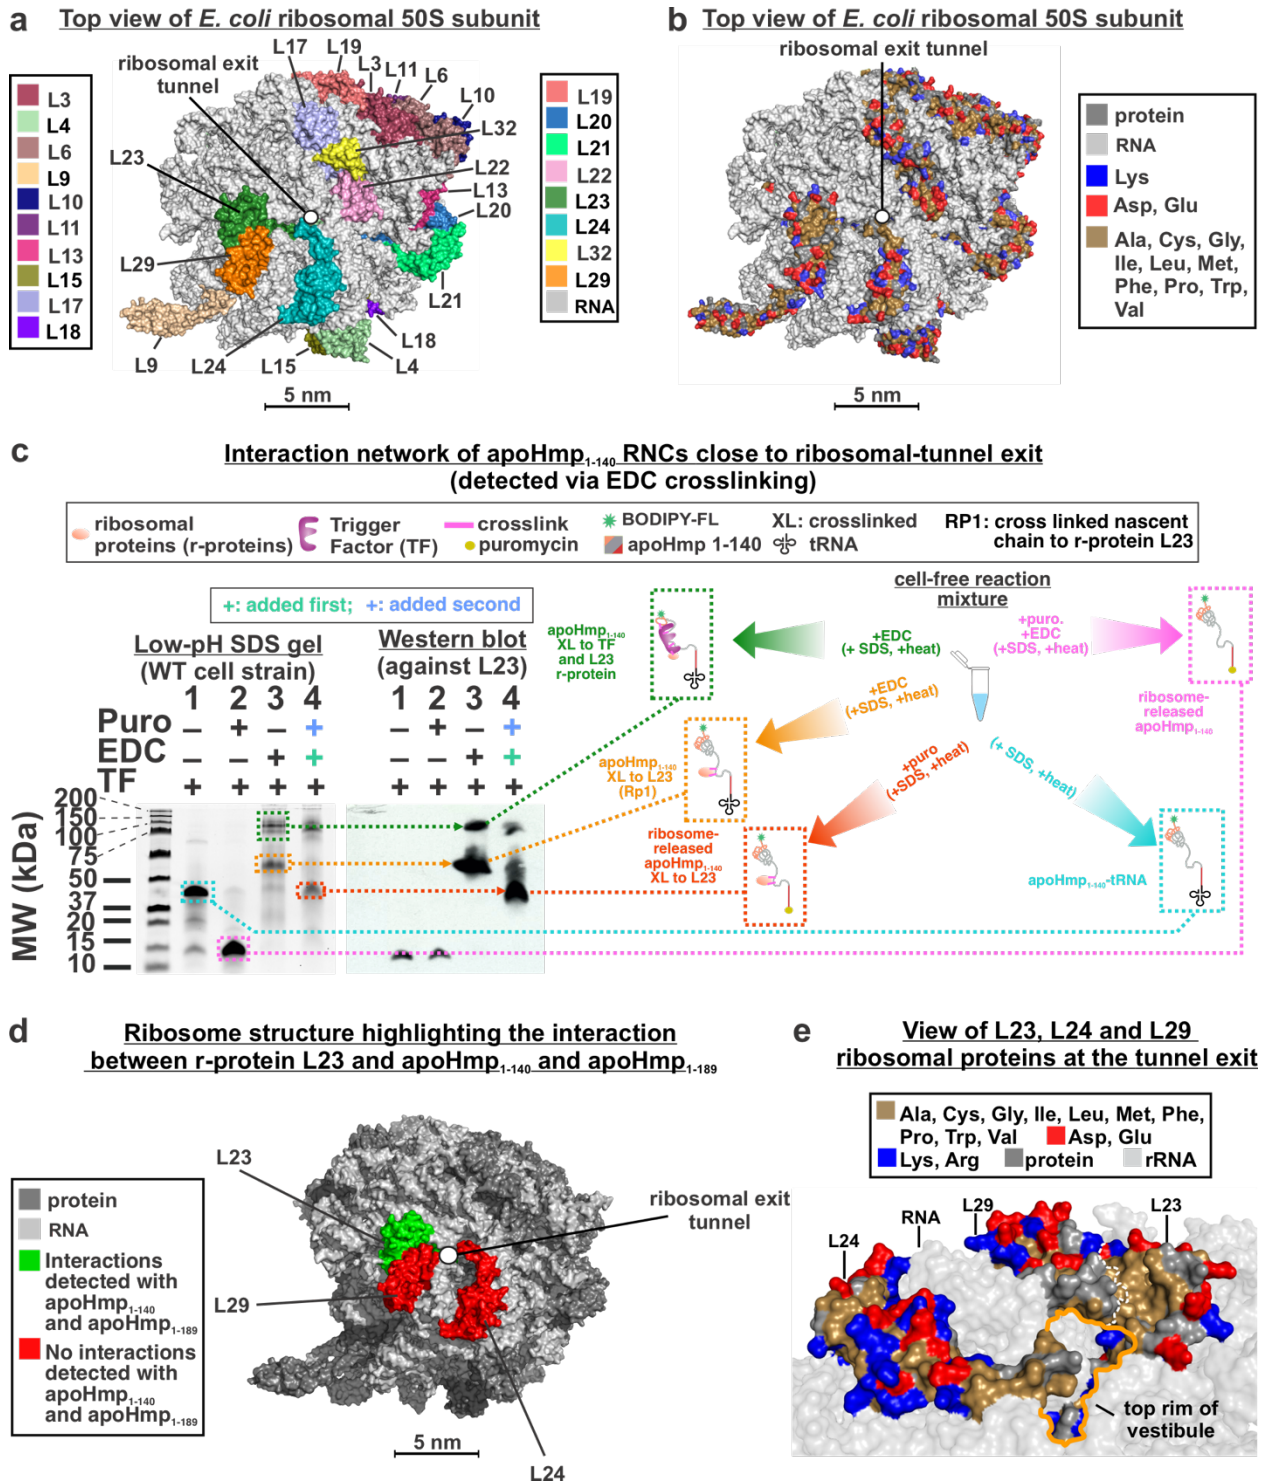 a Top view of E. coli ribosomal 50S subunit
ribosomal exit
tunnel
L17
L19
L3
L11
L6
L10
L32
L22
L13
L20
L21
L18
L4
L15
L24
L9
L29
L23
L3
L4
L6
L9
L10
L11
L13
L15
L17
L18
L19
L20
L21
L22
L23
L24
L32
L29
RNA
5 nm
b Top view of E. coli ribosomal 50S subunit
ribosomal exit tunnel
protein
RNA
Lys
Asp, Glu
Ala, Cys, Gly,
Ile, Leu, Met,
Phe, Pro, Trp,
Val
5 nm
c Interaction network of apoHmp1-140 RNCs close to ribosomal-tunnel exit
(detected via EDC crosslinking)
ribosomal
proteins (r-proteins)
Trigger
Factor (TF)
crosslink
puromycin
BODIPY-FL
apoHmp 1-140
XL: crosslinked
tRNA
RP1: cross linked nascent
chain to r-protein L23
+: added first; +: added second
Low-pH SDS gel
(WT cell strain)
Western blot
(against L23)
1 2 3 4 1 2 3 4
Puro – + – + – + – +
EDC – – + + – – + +
TF + + + + + + + +
MW (kDa)
200
150
100
75
50
37
20
15
10
cell-free reaction
mixture
apoHmp1-140
XL to TF
and L23
r-protein
+EDC
(+ SDS, +heat)
+puro.
+EDC
(+SDS, +heat)
ribosome-
released
apoHmp1-140
+EDC
(+SDS, +heat)
apoHmp1-140
XL to L23
(Rp1)
+puro
(+SDS, +heat)
ribosome-
released
apoHmp1-140
XL to L23
(+ SDS, +heat)
apoHmp1-140-tRNA
d Ribosome structure highlighting the interaction
between r-protein L23 and apoHmp1-140 and apoHmp1-189
protein
RNA
Interactions
detected with
apoHmp1-140
and apoHmp1-189
No interactions
detected with
apoHmp1-140
and apoHmp1-189
L23
L29
ribosomal exit
tunnel
L24
5 nm
e View of L23, L24 and L29
ribosomal proteins at the tunnel exit
Ala, Cys, Gly, Ile, Leu, Met, Phe,
Pro, Trp, Val Asp, Glu
Lys, Arg protein rRNA
L24
RNA
L29
L23
top rim of
vestibule